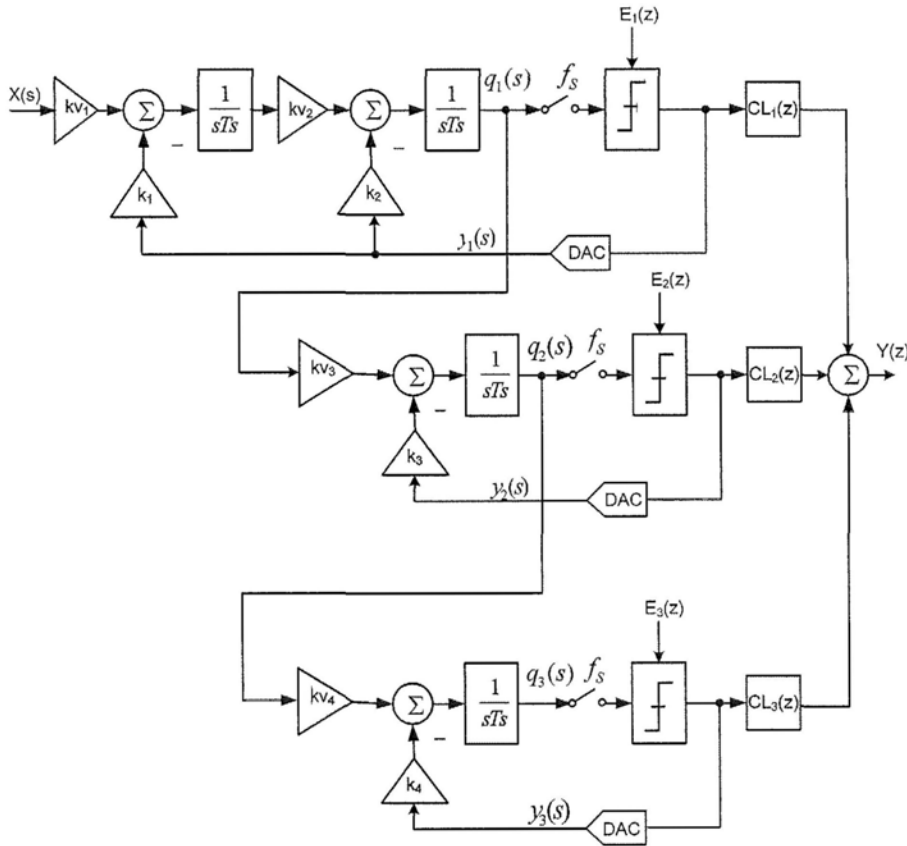 E₁(z)
X(s) kv₁ Σ 1/sTs kv₂ Σ 1/sTs q₁(s) f_S CL₁(z)
− −
k₁ k₂
y₁(s) DAC
E₂(z)
kv₃ Σ 1/sTs q₂(s) f_S CL₂(z) Σ Y(z)
−
k₃
y₂(s) DAC
E₃(z)
kv₄ Σ 1/sTs q₃(s) f_S CL₃(z)
−
k₄
y₃(s) DAC